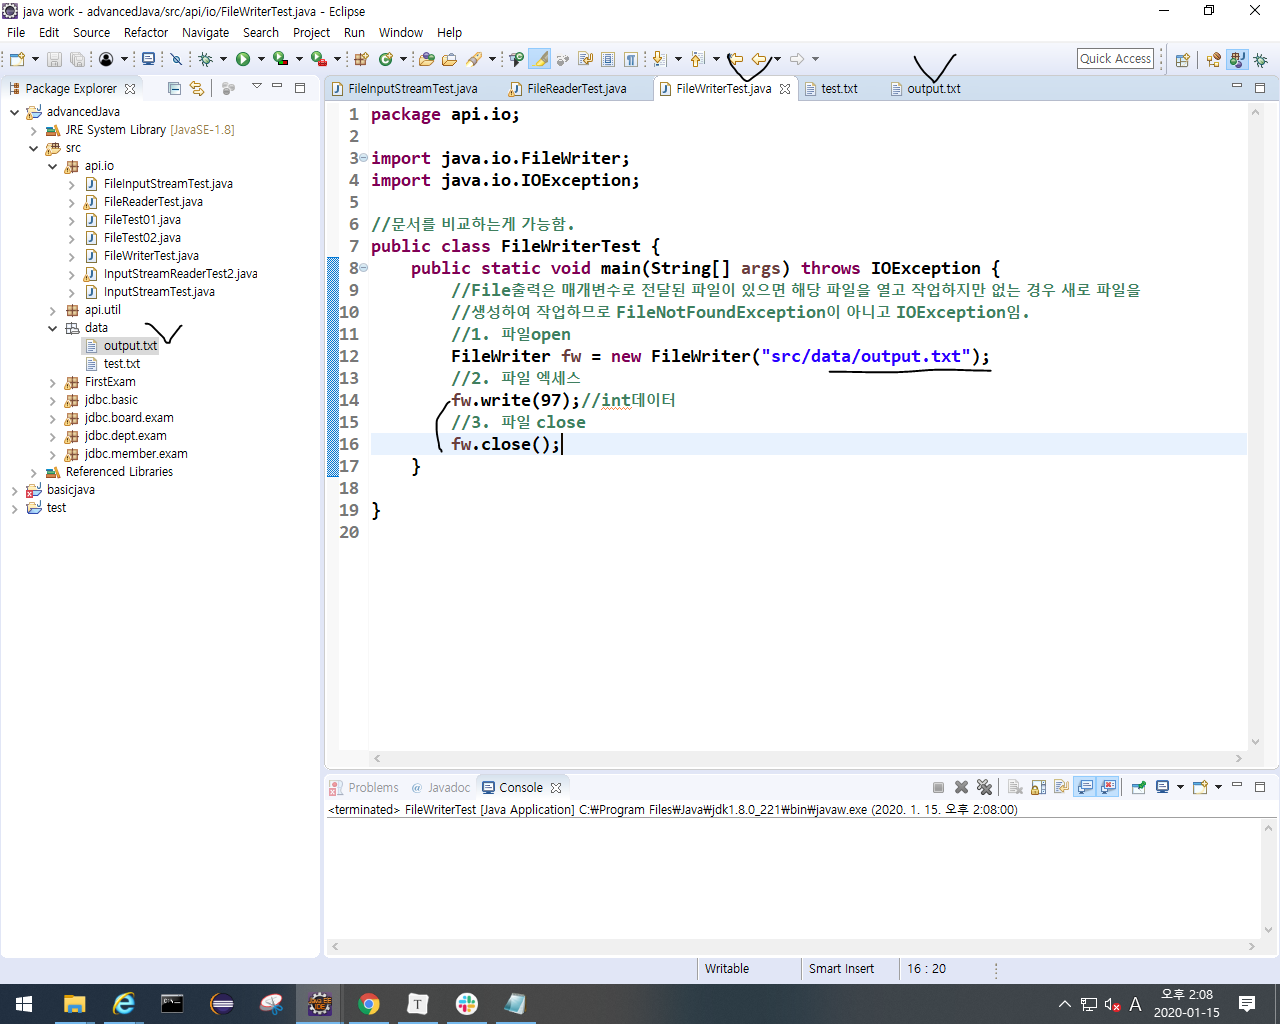 java work - advancedJava/src/api/io/FileWriterTest.java - Eclipse
File Edit Source Refactor Navigate Search Project Run Window Help
Quick Access
Package Explorer
FileInputStreamTest.java FileReaderTest.java FileWriterTest.java test.txt output.txt
advancedJava
JRE System Library [JavaSE-1.8]
src
api.io
FileInputStreamTest.java
FileReaderTest.java
FileTest01.java
FileTest02.java
FileWriterTest.java
InputStreamReaderTest2.java
InputStreamTest.java
api.util
data
output.txt
test.txt
FirstExam
jdbc.basic
jdbc.board.exam
jdbc.dept.exam
jdbc.member.exam
Referenced Libraries
basicjava
test
1 package api.io;
2
3 import java.io.FileWriter;
4 import java.io.IOException;
5
6 //문서를 비교하는게 가능함.
7 public class FileWriterTest {
8 public static void main(String[] args) throws IOException {
9 //File출력은 매개변수로 전달된 파일이 있으면 해당 파일을 열고 작업하지만 없는 경우 새로 파일을
10 //생성하여 작업하므로 FileNotFoundException이 아니고 IOException임.
11 //1. 파일open
12 FileWriter fw = new FileWriter("src/data/output.txt");
13 //2. 파일 엑세스
14 fw.write(97);//int데이터
15 //3. 파일 close
16 fw.close();
17 }
18
19 }
20
Problems @ Javadoc Console
<terminated> FileWriterTest [Java Application] C:₩Program Files₩Java₩jdk1.8.0_221₩bin₩javaw.exe (2020. 1. 15. 오후 2:08:00)
Writable Smart Insert 16 : 20
Java EE IDE
T
A
오후 2:08
2020-01-15